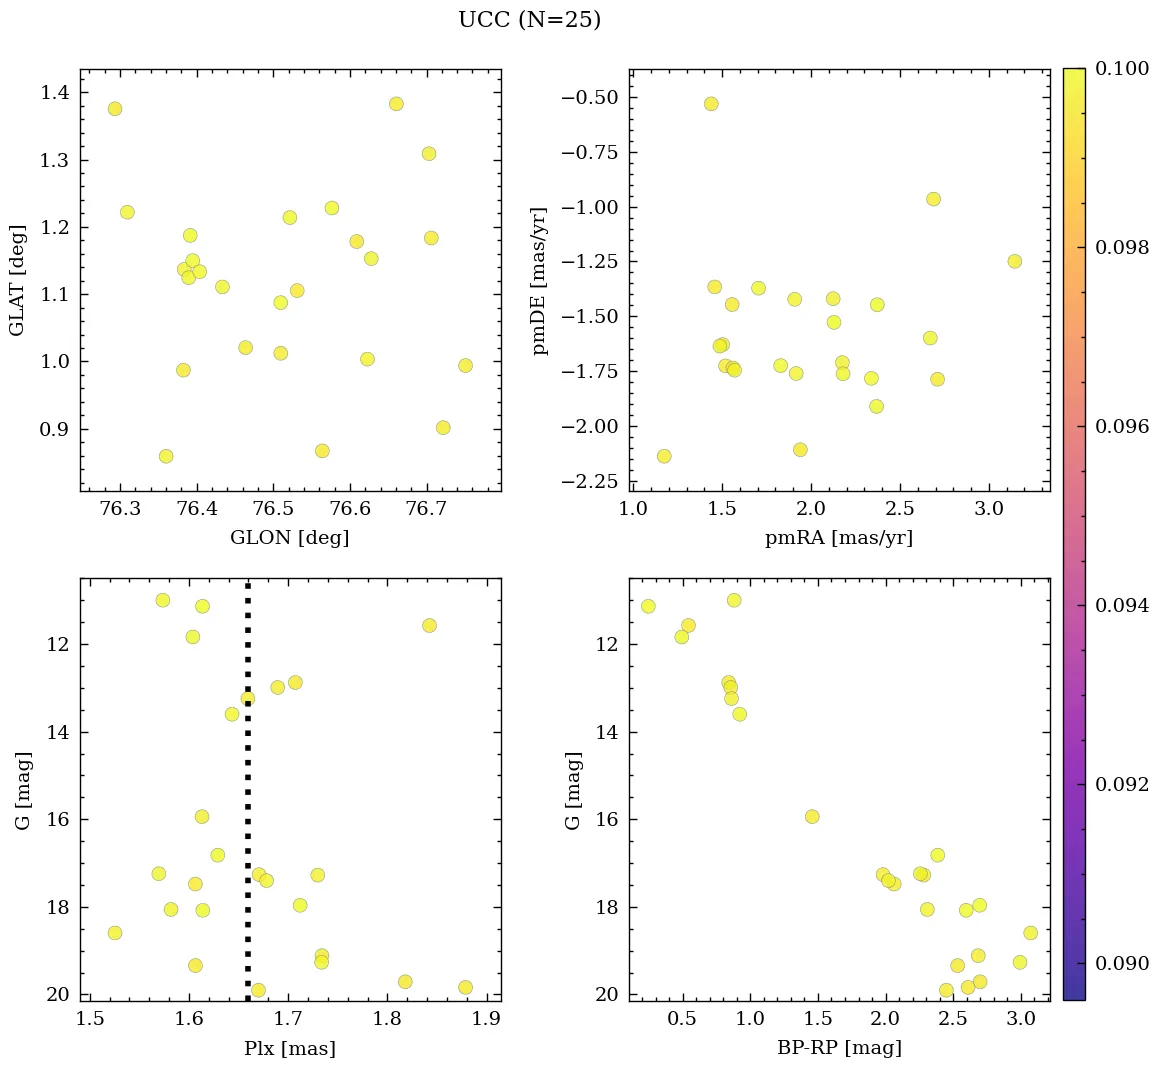 UCC (N=25)
1.4
1.3
1.2
1.1
1.0
0.9
GLAT [deg]
76.3 76.4 76.5 76.6 76.7
GLON [deg]
−0.50
−0.75
−1.00
−1.25
−1.50
−1.75
−2.00
−2.25
pmDE [mas/yr]
1.0 1.5 2.0 2.5 3.0
pmRA [mas/yr]
0.100
0.098
0.096
0.094
0.092
0.090
12
14
16
18
20
G [mag]
1.5 1.6 1.7 1.8 1.9
Plx [mas]
12
14
16
18
20
G [mag]
0.5 1.0 1.5 2.0 2.5 3.0
BP-RP [mag]